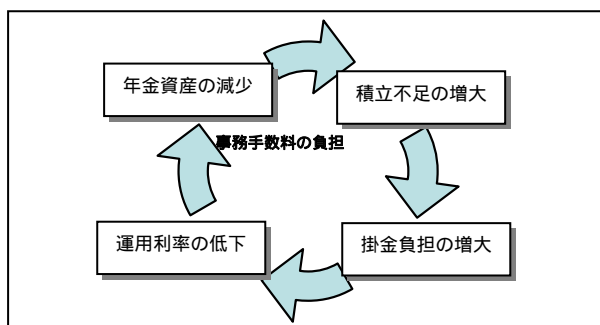 年金資産の減少
積立不足の増大
事務手数料の負担
運用利率の低下
掛金負担の増大